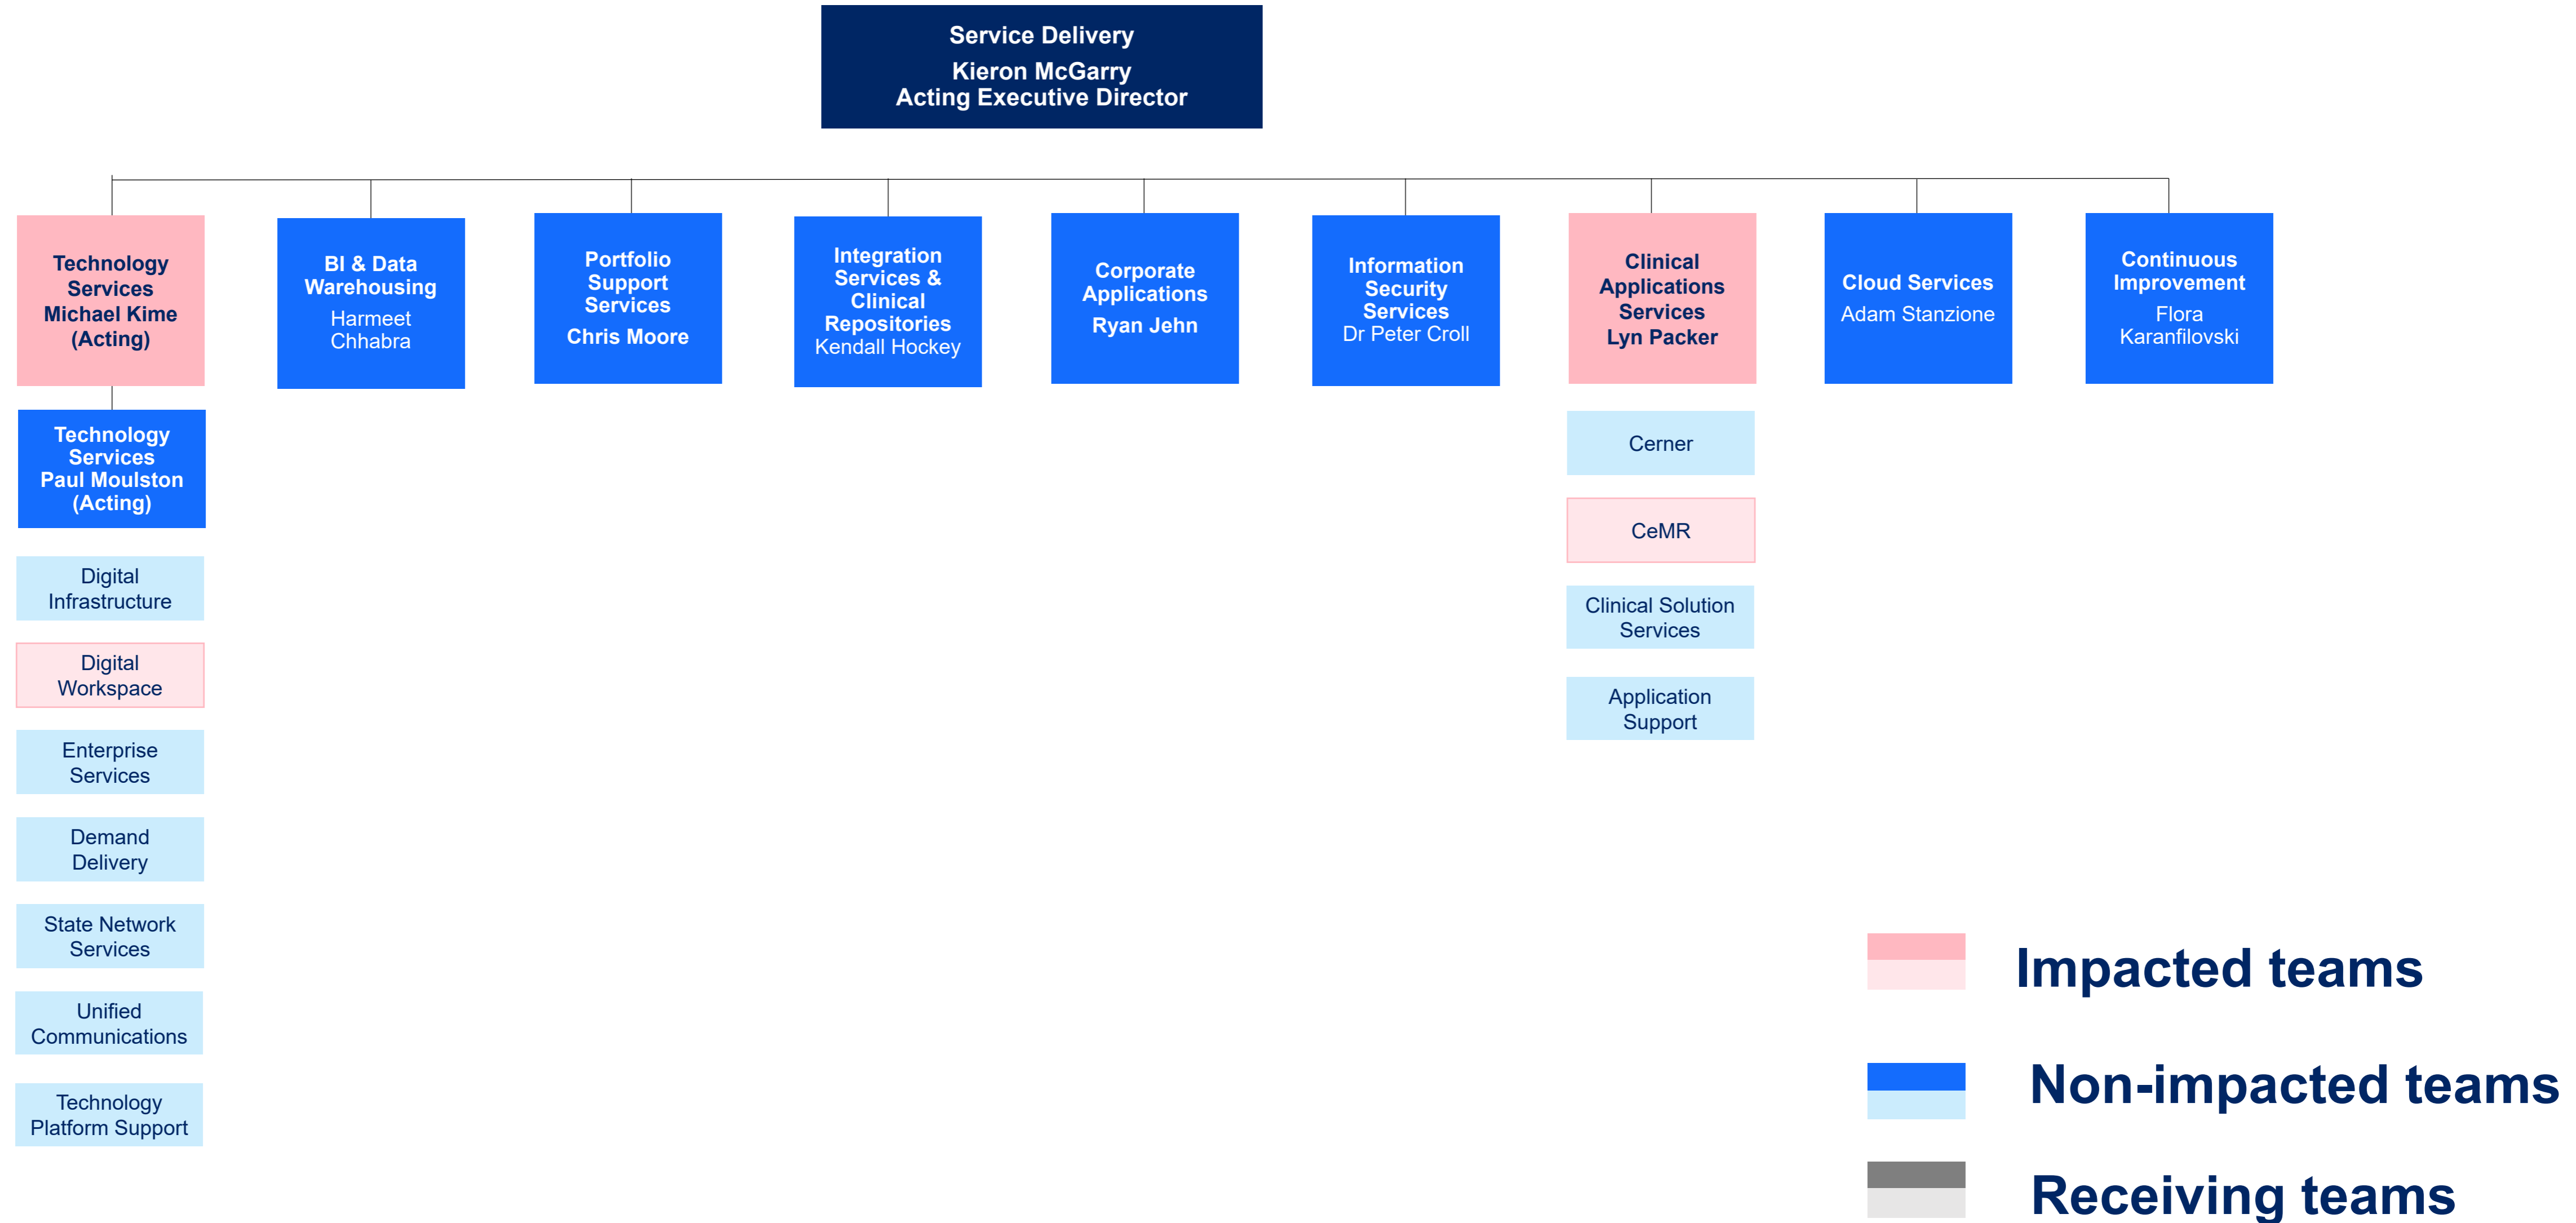 Service Delivery
Kieron McGarry
Acting Executive Director
Technology
Services
Michael Kime
(Acting)
BI & Data
Warehousing
Harmeet
Chhabra
Portfolio
Support
Services
Chris Moore
Integration
Services &
Clinical
Repositories
Kendall Hockey
Corporate
Applications
Ryan Jehn
Information
Security
Services
Dr Peter Croll
Clinical
Applications
Services
Lyn Packer
Cloud Services
Adam Stanzione
Continuous
Improvement
Flora
Karanfilovski
Technology
Services
Paul Moulston
(Acting)
Digital
Infrastructure
Digital
Workspace
Enterprise
Services
Demand
Delivery
State Network
Services
Unified
Communications
Technology
Platform Support
Cerner
CeMR
Clinical Solution
Services
Application
Support
Impacted teams
Non-impacted teams
Receiving teams